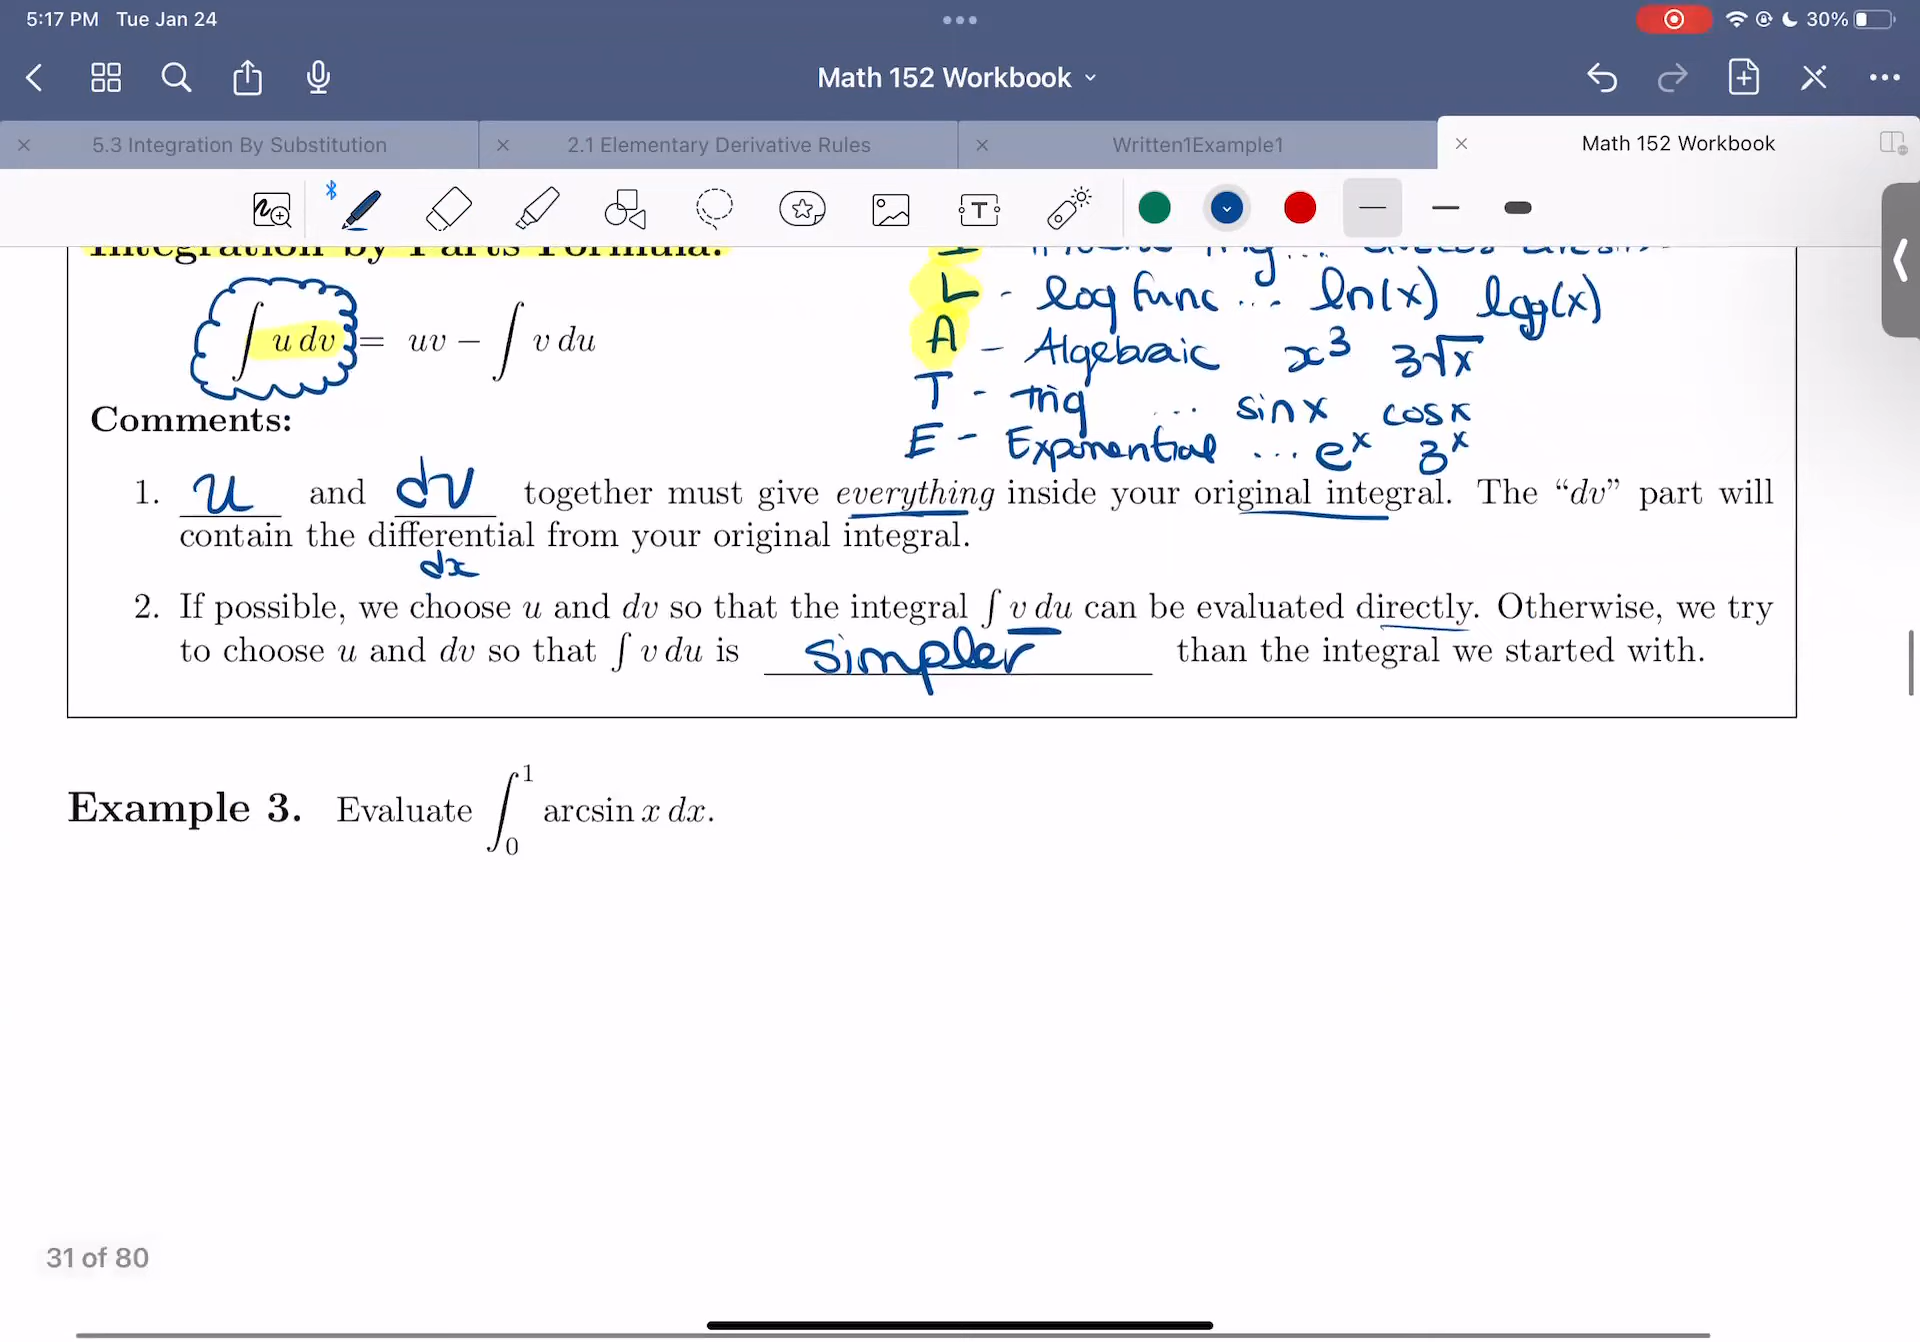 5:17 PM Tue Jan 24
30%
Math 152 Workbook
5.3 Integration By Substitution
2.1 Elementary Derivative Rules
Written1Example1
Math 152 Workbook
Integration by Parts Formula:
∫ u dv = uv − ∫ v du
L - log func ... ln(x) log(x)
A - Algebraic x³ 3√x
T - Trig ... sin x cos x
E - Exponential ... eˣ 3ˣ
Comments:
1. u and dv together must give everything inside your original integral. The “dv” part will
contain the differential from your original integral.
dx
2. If possible, we choose u and dv so that the integral ∫ v du can be evaluated directly. Otherwise, we try
to choose u and dv so that ∫ v du is simpler than the integral we started with.
Example 3. Evaluate ∫₀¹ arcsin x dx.
31 of 80